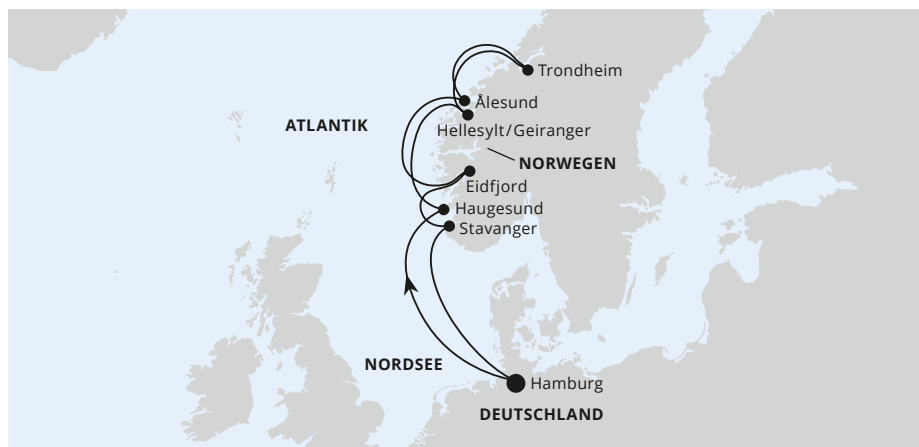 Trondheim
Ålesund
ATLANTIK
Hellesylt/Geiranger
NORWEGEN
Eidfjord
Haugesund
Stavanger
NORDSEE
Hamburg
DEUTSCHLAND